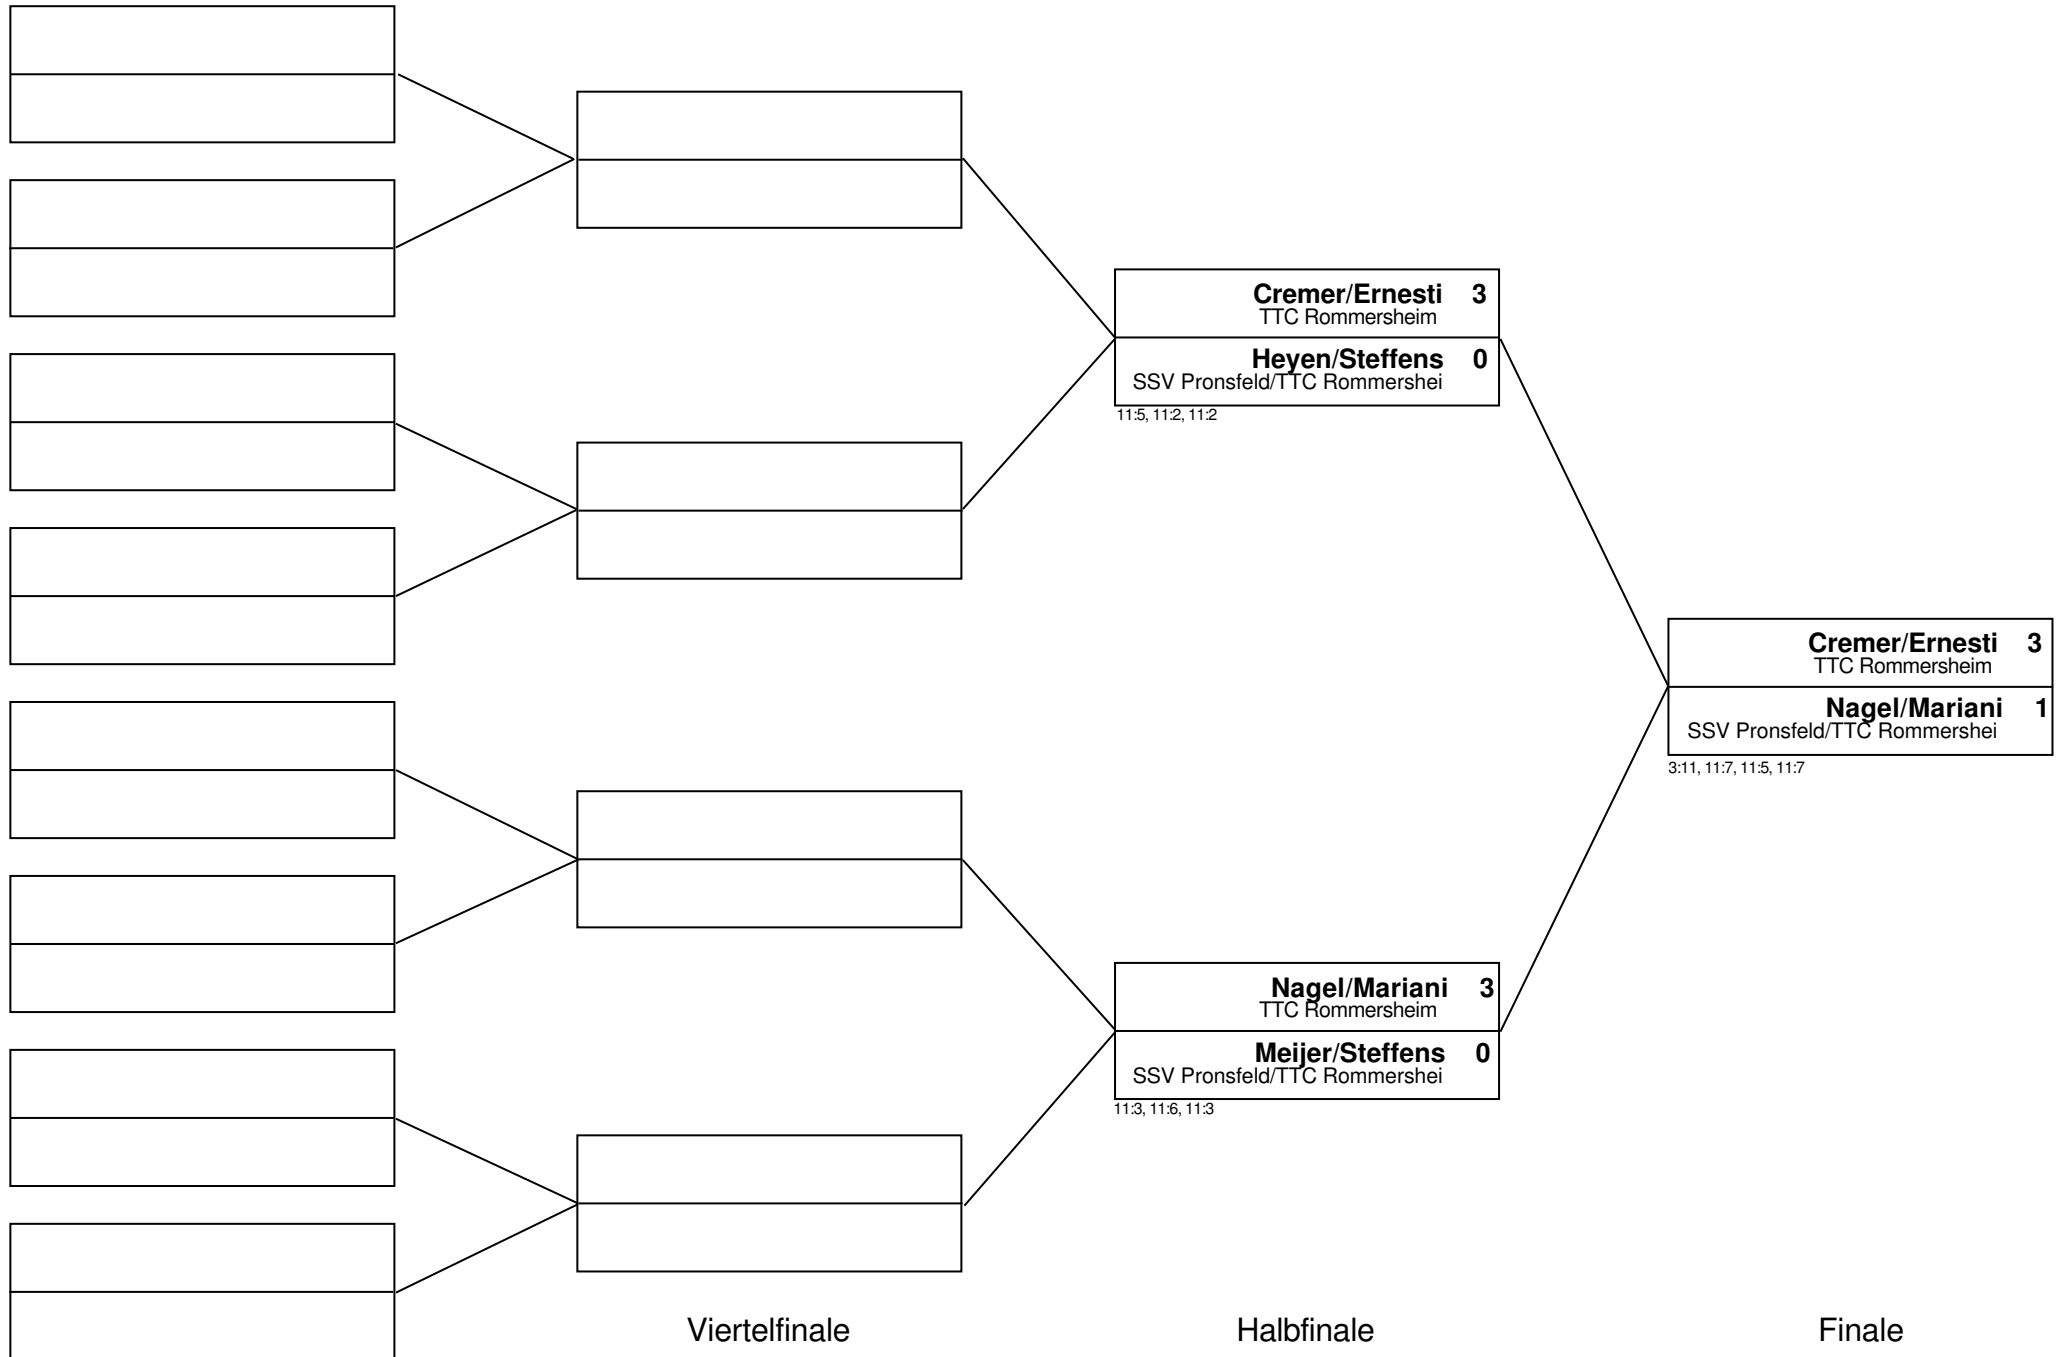 Cremer/Ernesti 3
TTC Rommersheim
Heyen/Steffens 0
SSV Pronsfeld/TTC Rommershei
11:5, 11:2, 11:2
Cremer/Ernesti 3
TTC Rommersheim
Nagel/Mariani 1
SSV Pronsfeld/TTC Rommershei
3:11, 11:7, 11:5, 11:7
Nagel/Mariani 3
TTC Rommersheim
Meijer/Steffens 0
SSV Pronsfeld/TTC Rommershei
11:3, 11:6, 11:3
Viertelfinale Halbfinale Finale